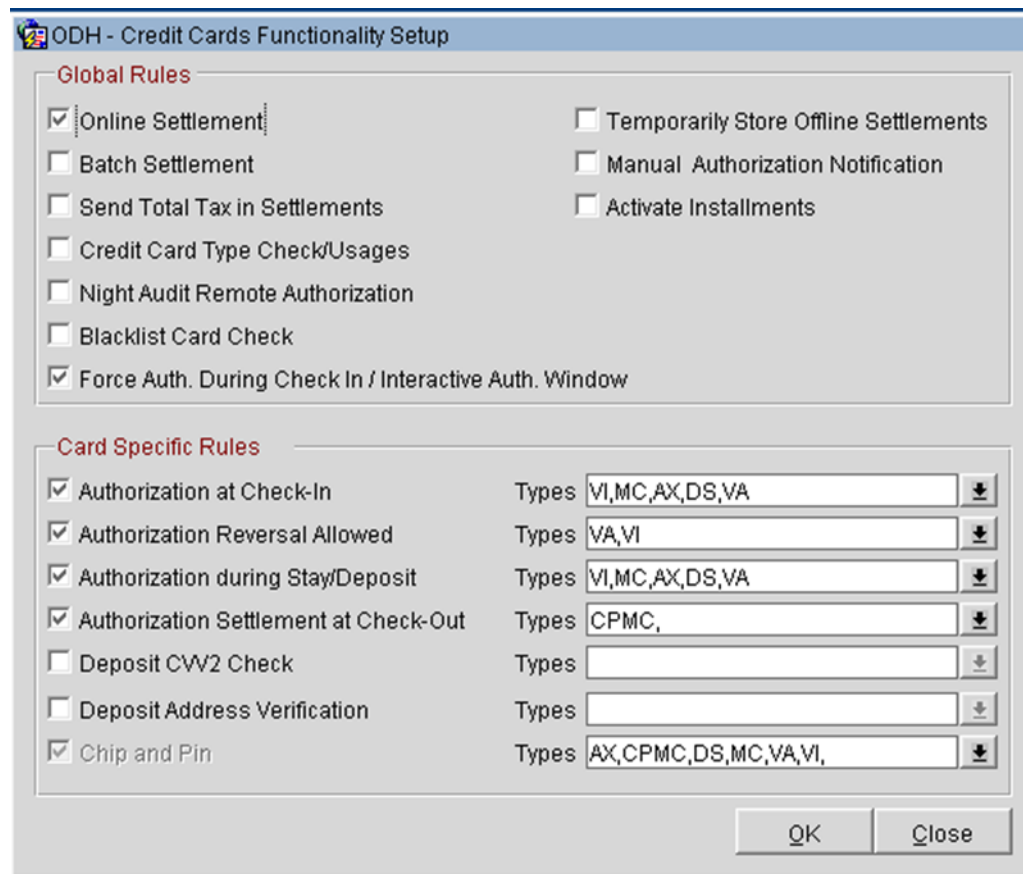 ODH - Credit Cards Functionality Setup
Global Rules
Online Settlement
Temporarily Store Offline Settlements
Batch Settlement
Manual Authorization Notification
Send Total Tax in Settlements
Activate Installments
Credit Card Type Check/Usages
Night Audit Remote Authorization
Blacklist Card Check
Force Auth. During Check In / Interactive Auth. Window
Card Specific Rules
Authorization at Check-In Types VI,MC,AX,DS,VA
Authorization Reversal Allowed Types VA,VI
Authorization during Stay/Deposit Types VI,MC,AX,DS,VA
Authorization Settlement at Check-Out Types CPMC,
Deposit CVV2 Check Types
Deposit Address Verification Types
Chip and Pin Types AX,CPMC,DS,MC,VA,VI,
OK Close